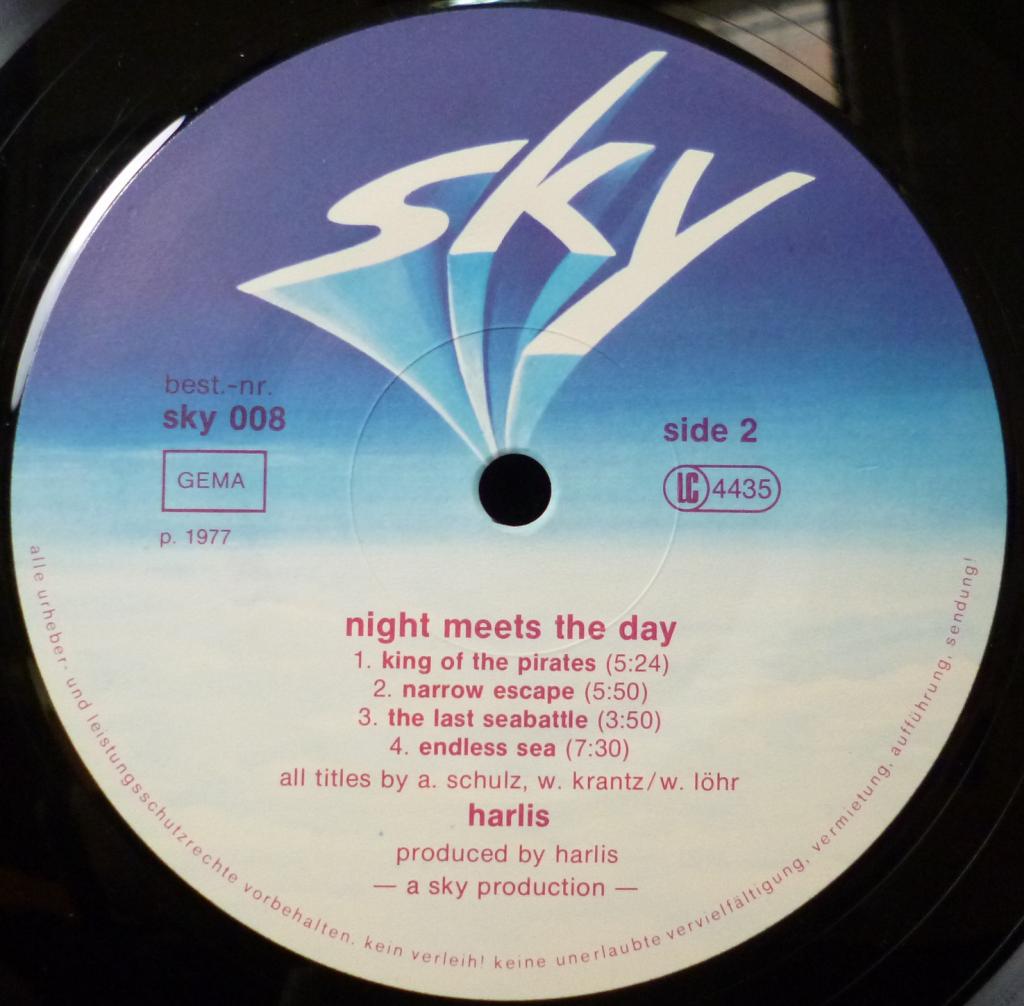 sky
best.-nr.
sky 008
GEMA
p. 1977
side 2
LC 4435
night meets the day
1. king of the pirates (5:24)
2. narrow escape (5:50)
3. the last seabattle (3:50)
4. endless sea (7:30)
all titles by a. schulz, w. krantz/w. löhr
harlis
produced by harlis
— a sky production —
alle urheber- und leistungsschutzrechte vorbehalten. kein verleih! keine unerlaubte vervielfältigung, vermietung, aufführung, sendung!